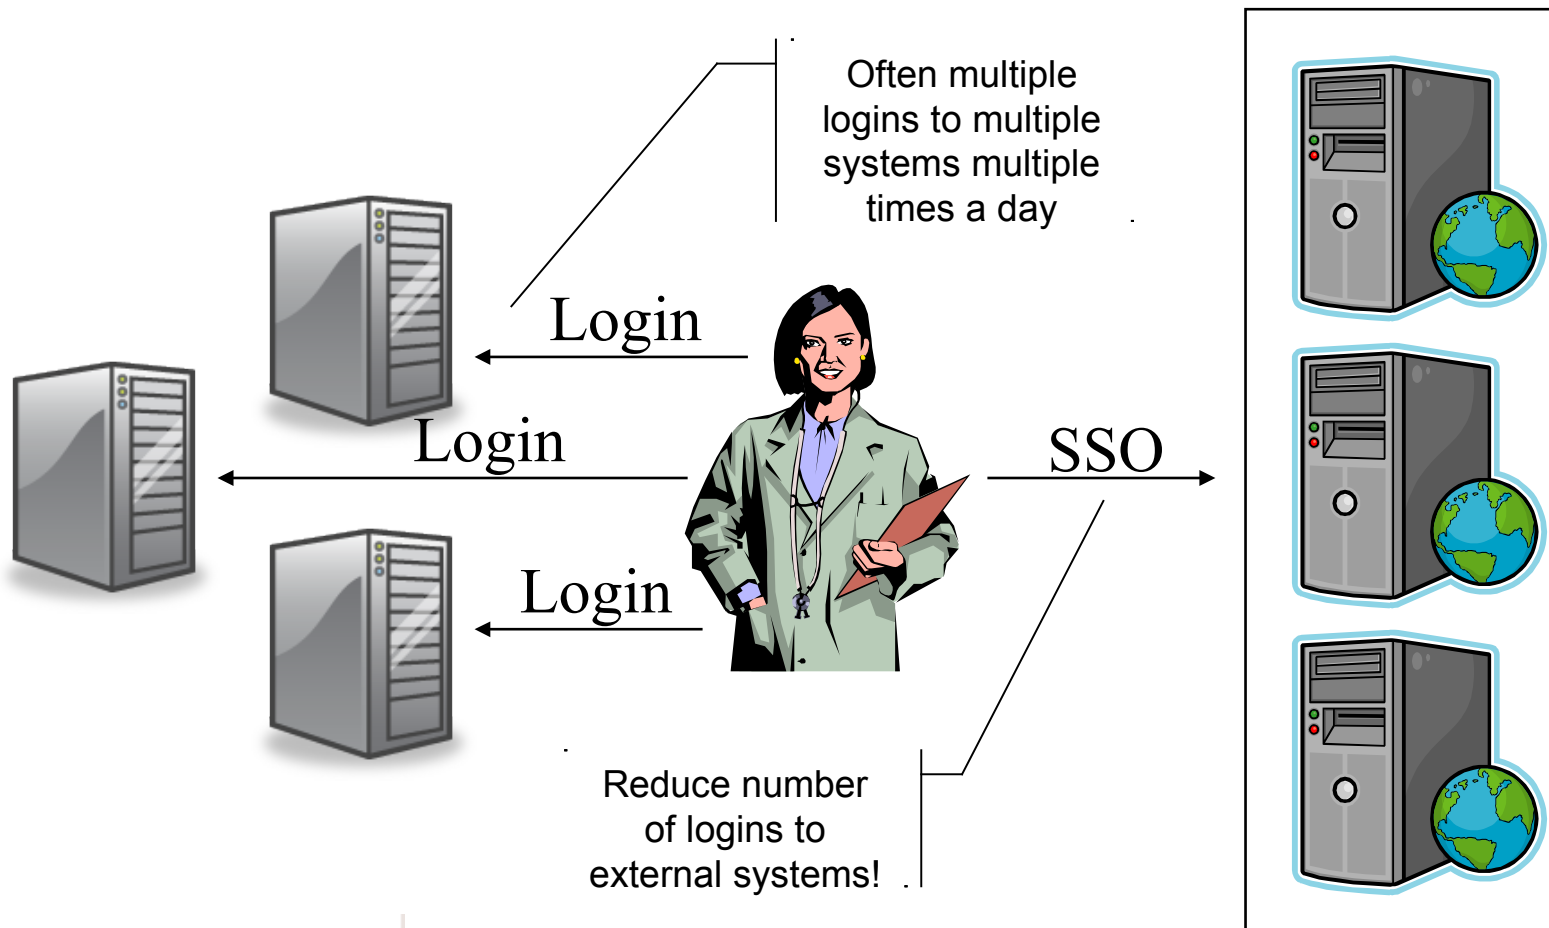 Often multiple
logins to multiple
systems multiple
times a day
Login
Login
SSO
Login
Reduce number
of logins to
external systems!